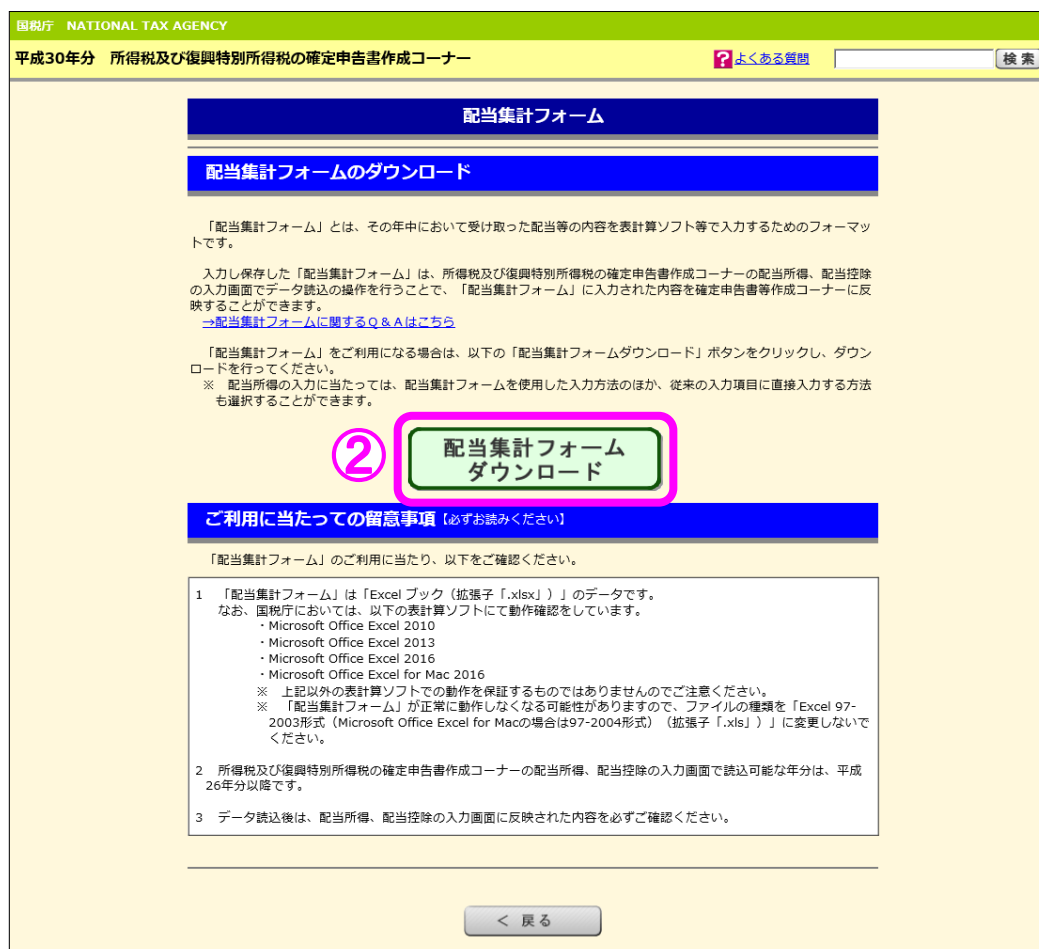 国税庁 NATIONAL TAX AGENCY
平成30年分 所得税及び復興特別所得税の確定申告書作成コーナー
? よくある質問
検索
配当集計フォーム
配当集計フォームのダウンロード
「配当集計フォーム」とは、その年中において受け取った配当等の内容を表計算ソフト等で入力するためのフォーマッ
トです。
入力し保存した「配当集計フォーム」は、所得税及び復興特別所得税の確定申告書作成コーナーの配当所得、配当控除
の入力画面でデータ読込の操作を行うことで、「配当集計フォーム」に入力された内容を確定申告書等作成コーナーに反
映することができます。
→配当集計フォームに関するQ&Aはこちら
「配当集計フォーム」をご利用になる場合は、以下の「配当集計フォームダウンロード」ボタンをクリックし、ダウン
ロードを行ってください。
※ 配当所得の入力に当たっては、配当集計フォームを使用した入力方法のほか、従来の入力項目に直接入力する方法
も選択することができます。
②
配当集計フォーム
ダウンロード
ご利用に当たっての留意事項【必ずお読みください】
「配当集計フォーム」のご利用に当たり、以下をご確認ください。
1 「配当集計フォーム」は「Excel ブック（拡張子「.xlsx」）」のデータです。
なお、国税庁においては、以下の表計算ソフトにて動作確認をしています。
・Microsoft Office Excel 2010
・Microsoft Office Excel 2013
・Microsoft Office Excel 2016
・Microsoft Office Excel for Mac 2016
※ 上記以外の表計算ソフトでの動作を保証するものではありませんのでご注意ください。
※ 「配当集計フォーム」が正常に動作しなくなる可能性がありますので、ファイルの種類を「Excel 97-
2003形式（Microsoft Office Excel for Macの場合は97-2004形式）（拡張子「.xls」）」に変更しないで
ください。
2 所得税及び復興特別所得税の確定申告書作成コーナーの配当所得、配当控除の入力画面で読込可能な年分は、平成
26年分以降です。
3 データ読込後は、配当所得、配当控除の入力画面に反映された内容を必ずご確認ください。
＜ 戻る